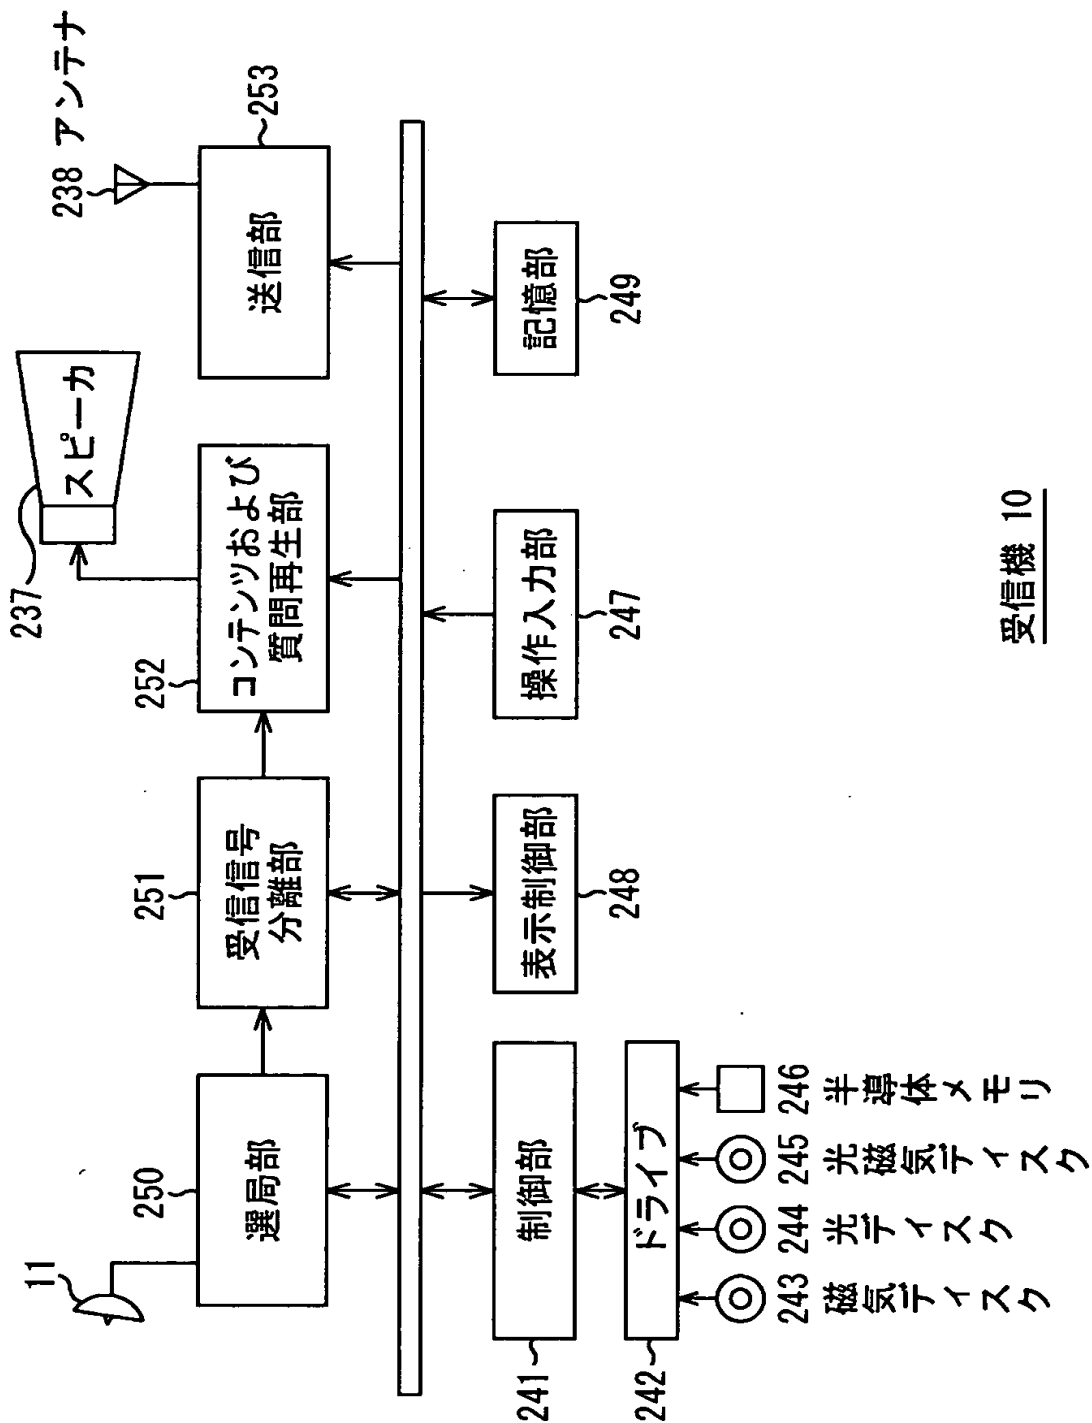 11
250
選局部
251
受信信号
分離部
252
コンテンツおよび
質問再生部
237
スピーカ
238 アンテナ
送信部
253
241
制御部
表示制御部
248
操作入力部
247
記憶部
249
242
ドライブ
243
磁気ディスク
244
光ディスク
245
光磁気ディスク
246
半導体メモリ
受信機 10